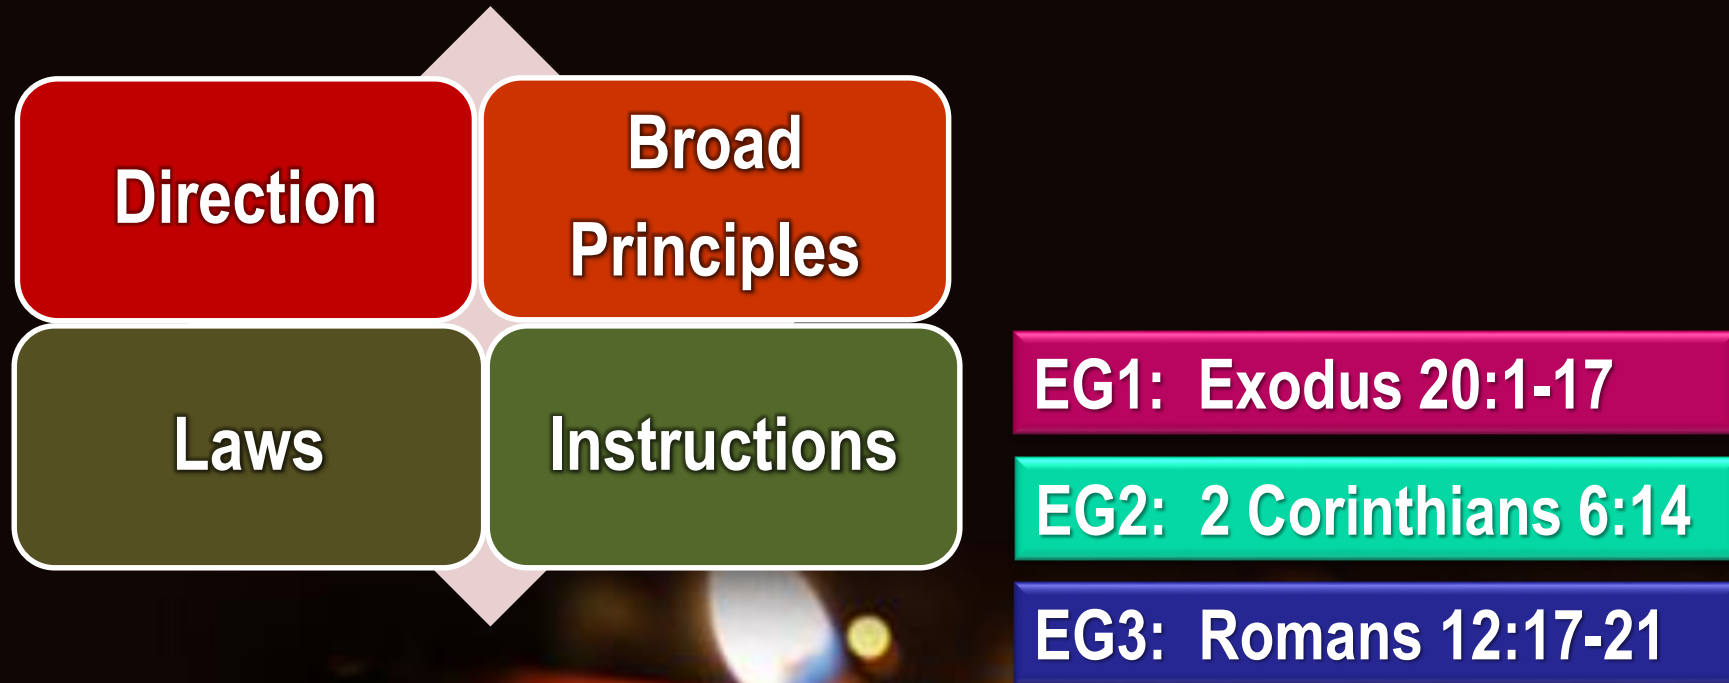 Direction
Broad
Principles
Laws
Instructions
EG1: Exodus 20:1-17
EG2: 2 Corinthians 6:14
EG3: Romans 12:17-21